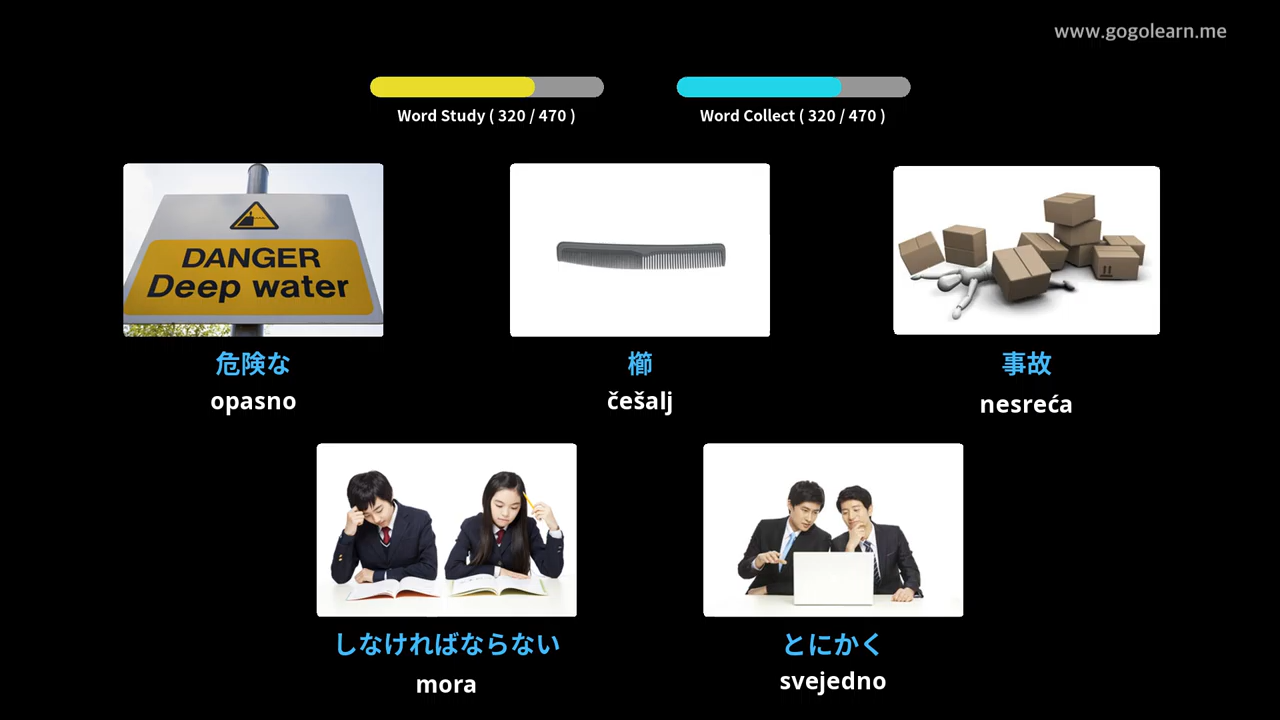 www.gogolearn.me
Word Study ( 320 / 470 )
Word Collect ( 320 / 470 )
DANGER
Deep water
危険な
opasno
櫛
češalj
事故
nesreća
しなければならない
mora
とにかく
svejedno